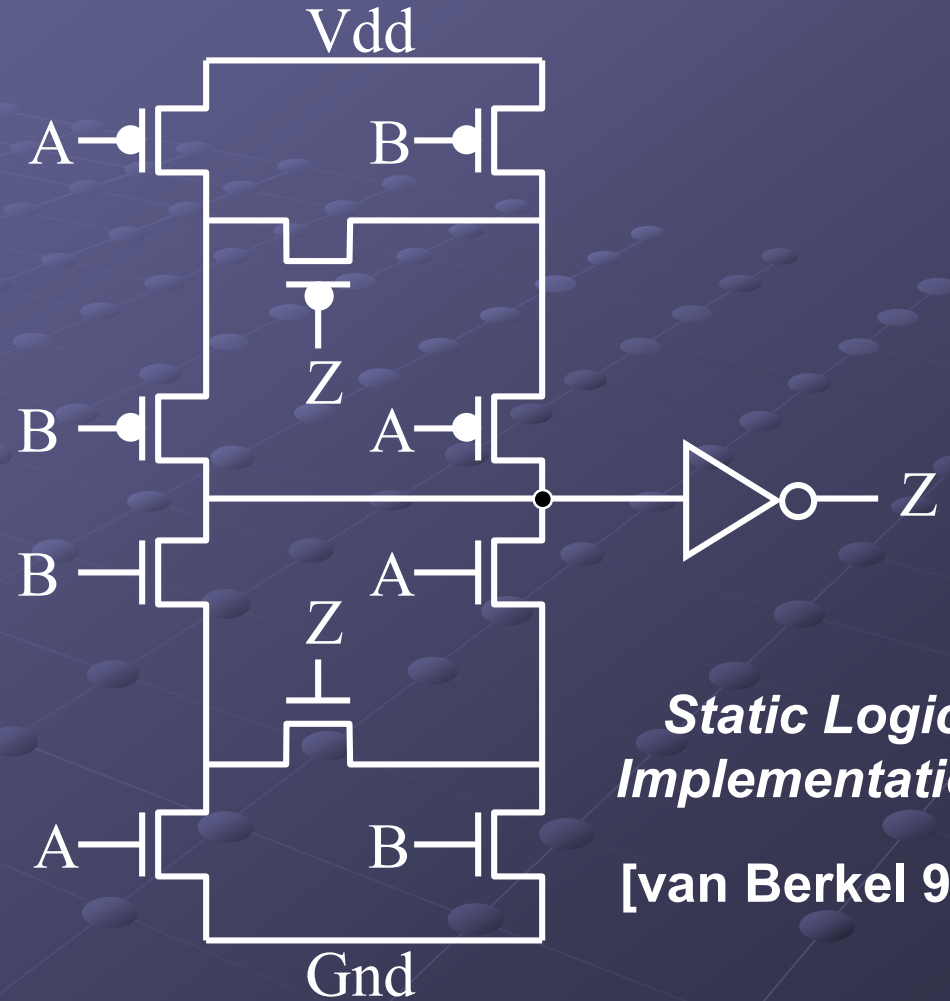 Vdd
A B
Z
B A
Z
B A
Z
Static Logic
Implementatio
[van Berkel 9
A B
Gnd